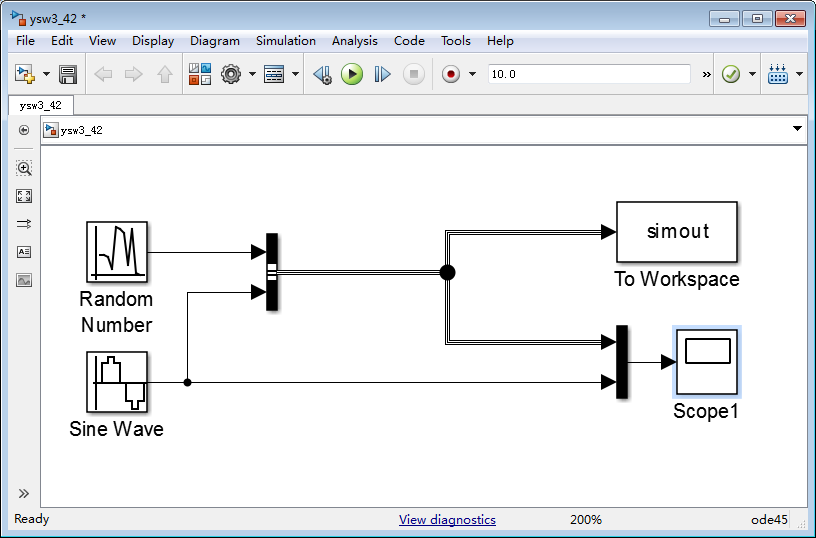 ysw3_42 *
File Edit View Display Diagram Simulation Analysis Code Tools Help
10.0 »
ysw3_42
ysw3_42
simout
To Workspace
Random
Number
Sine Wave
Scope1
Ready View diagnostics 200% ode45